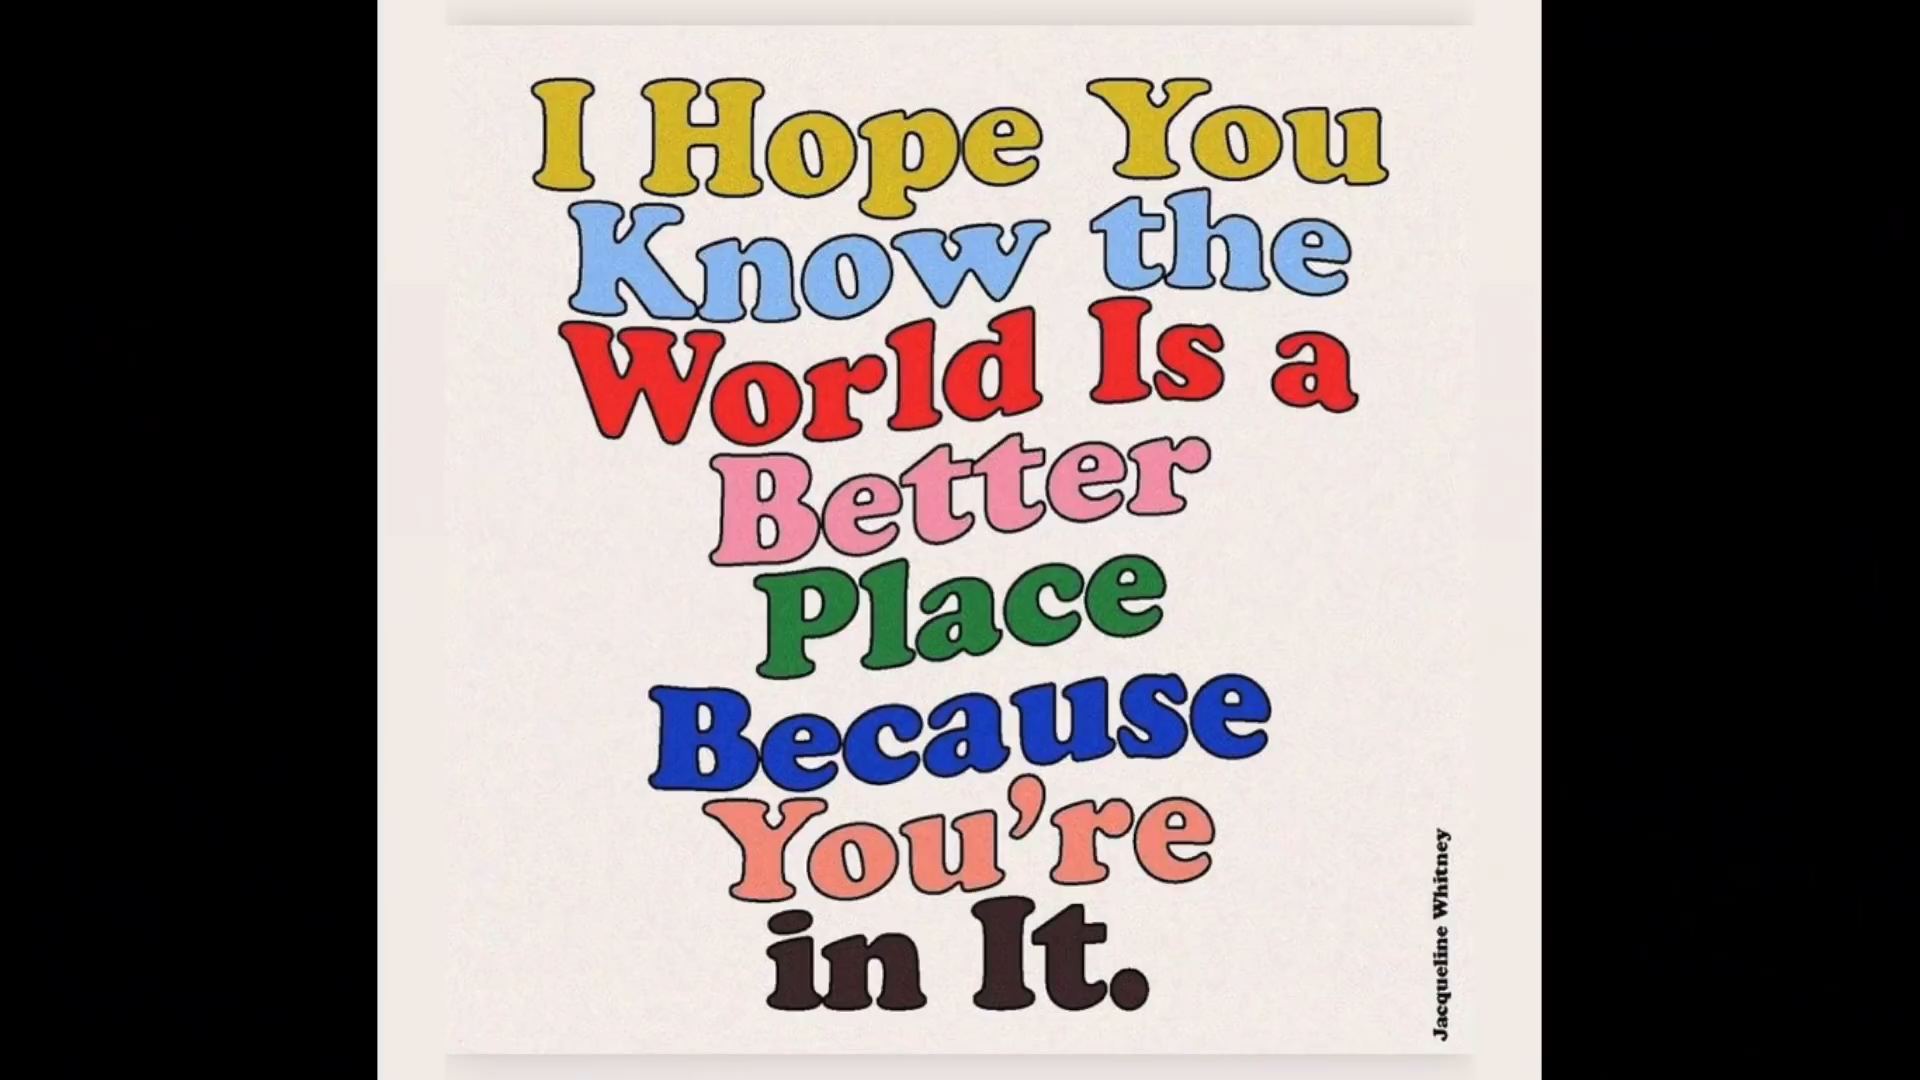 I Hope You
Know the
World Is a
Better
Place
Because
You’re
in It.
Jacqueline Whitney